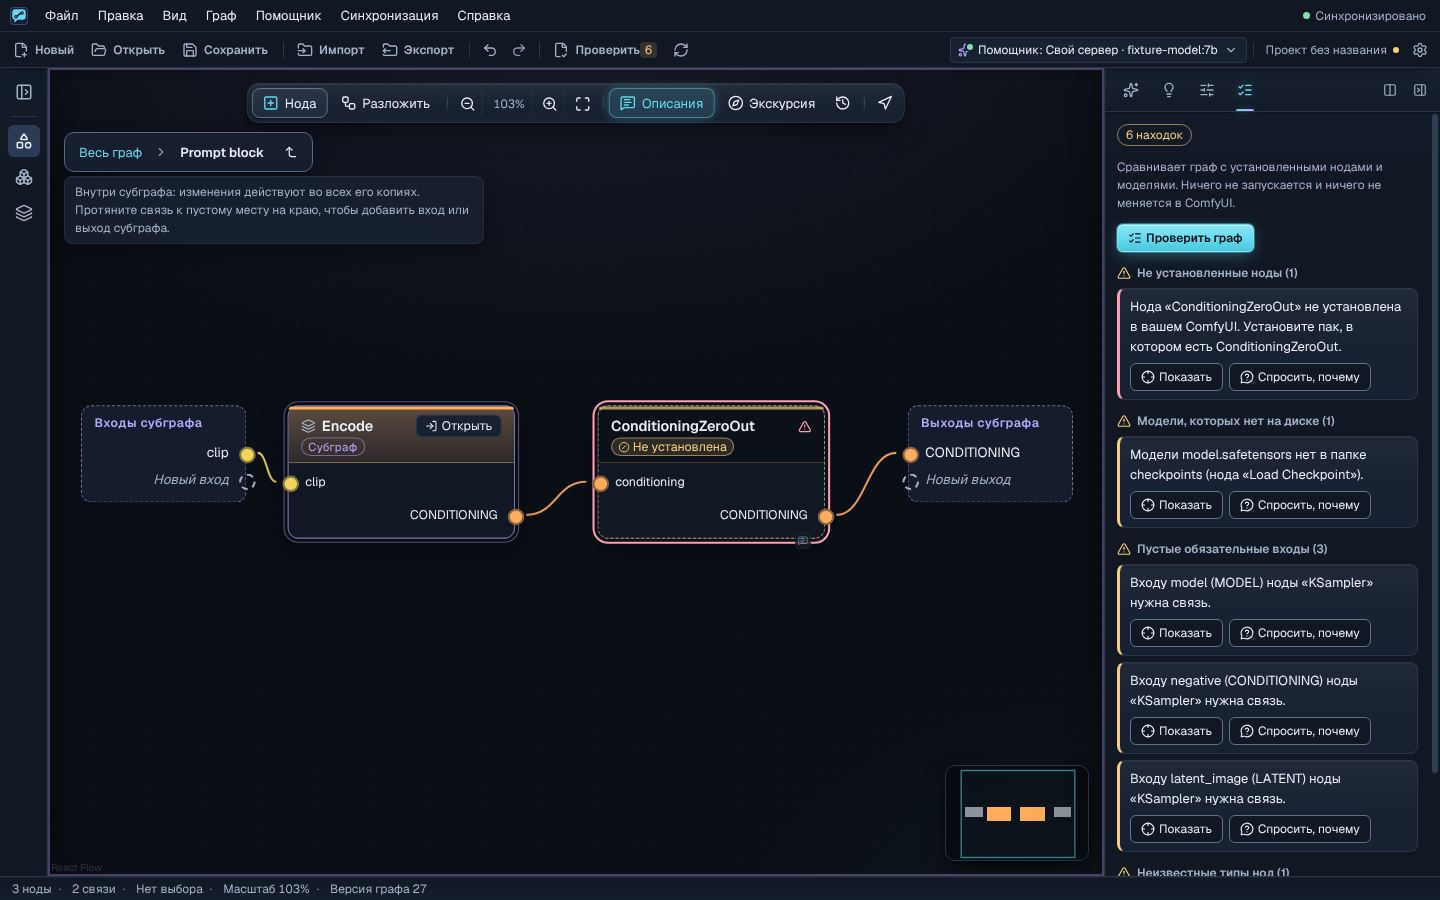 Файл Правка Вид Граф Помощник Синхронизация Справка
Синхронизировано
Новый Открыть Сохранить Импорт Экспорт Проверить 6
Помощник: Свой сервер · fixture-model:7b
Проект без названия
Нода Разложить 103% Описания Экскурсия
Весь граф Prompt block
Внутри субграфа: изменения действуют во всех его копиях.
Протяните связь к пустому месту на краю, чтобы добавить вход или
выход субграфа.
Входы субграфа
clip
Новый вход
Encode
Открыть
Субграф
clip
CONDITIONING
ConditioningZeroOut
Не установлена
conditioning
CONDITIONING
Выходы субграфа
CONDITIONING
Новый выход
React Flow
6 находок
Сравнивает граф с установленными нодами и
моделями. Ничего не запускается и ничего не
меняется в ComfyUI.
Проверить граф
Не установленные ноды (1)
Нода «ConditioningZeroOut» не установлена
в вашем ComfyUI. Установите пак, в
котором есть ConditioningZeroOut.
Показать Спросить, почему
Модели, которых нет на диске (1)
Модели model.safetensors нет в папке
checkpoints (нода «Load Checkpoint»).
Показать Спросить, почему
Пустые обязательные входы (3)
Входу model (MODEL) ноды «KSampler»
нужна связь.
Показать Спросить, почему
Входу negative (CONDITIONING) ноды
«KSampler» нужна связь.
Показать Спросить, почему
Входу latent_image (LATENT) ноды
«KSampler» нужна связь.
Показать Спросить, почему
Неизвестные типы нод (1)
3 ноды · 2 связи · Нет выбора · Масштаб 103% · Версия графа 27